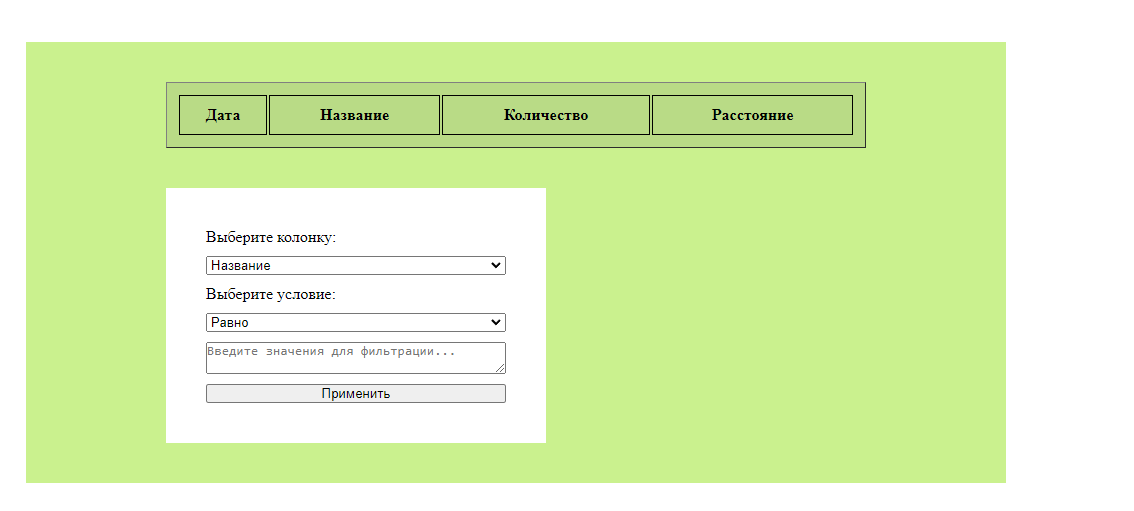 Дата Название Количество Расстояние
Выберите колонку:
Название
Выберите условие:
Равно
Введите значения для фильтрации...
Применить